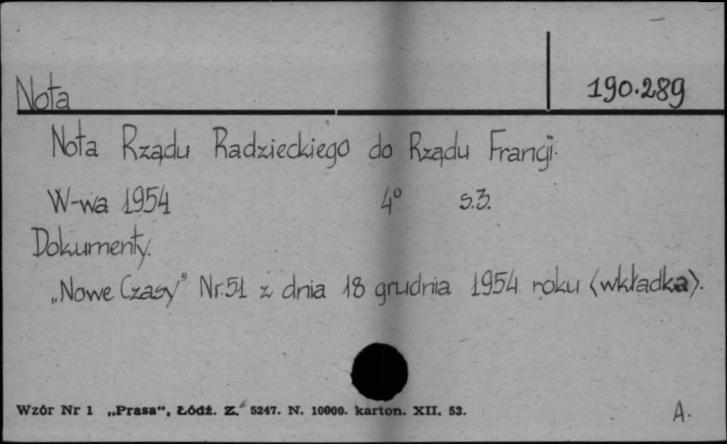 Nota 190.289
Nota Rządu Radzieckiego do Rządu Francji.
W-wa 1954 4° s.3.
Dokumenty.
„Nowe Czasy" Nr.51 z dnia 18 grudnia 1954 roku (wkładka).
Wzór Nr 1 „Prasa“, Łódź. Z. 5247. N. 10000. karton. XII. 53. A.